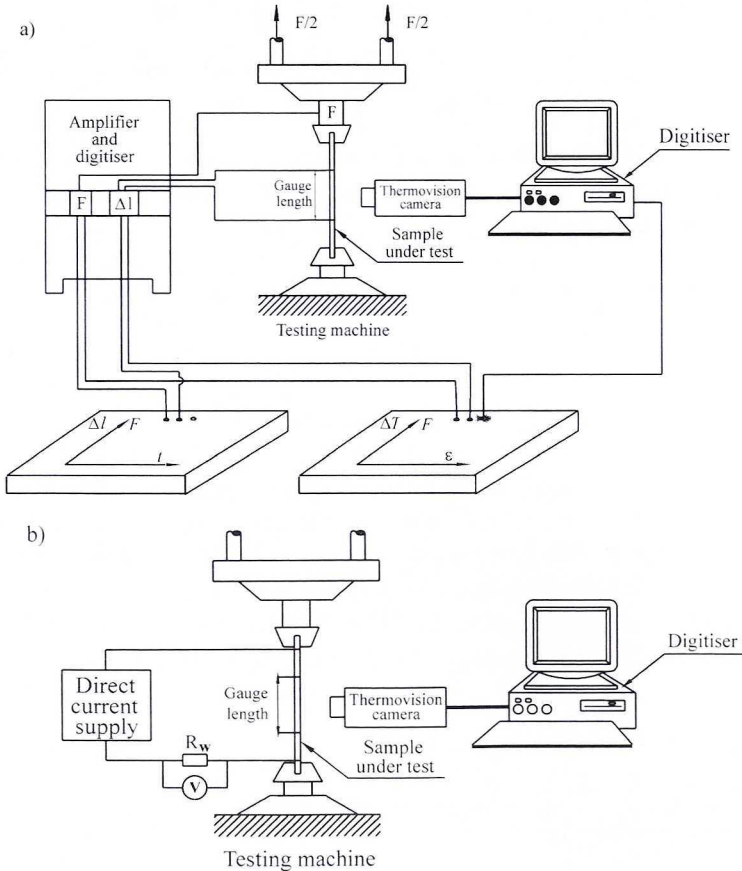 a)
F/2
F/2
Amplifier
and
digitiser
F
Δl
F
Gauge
length
Thermovision
camera
Digitiser
Sample
under test
Testing machine
Δl
F
t
ΔT
F
ε
b)
Direct
current
supply
Rw
V
Gauge
length
Thermovision
camera
Digitiser
Sample
under test
Testing machine